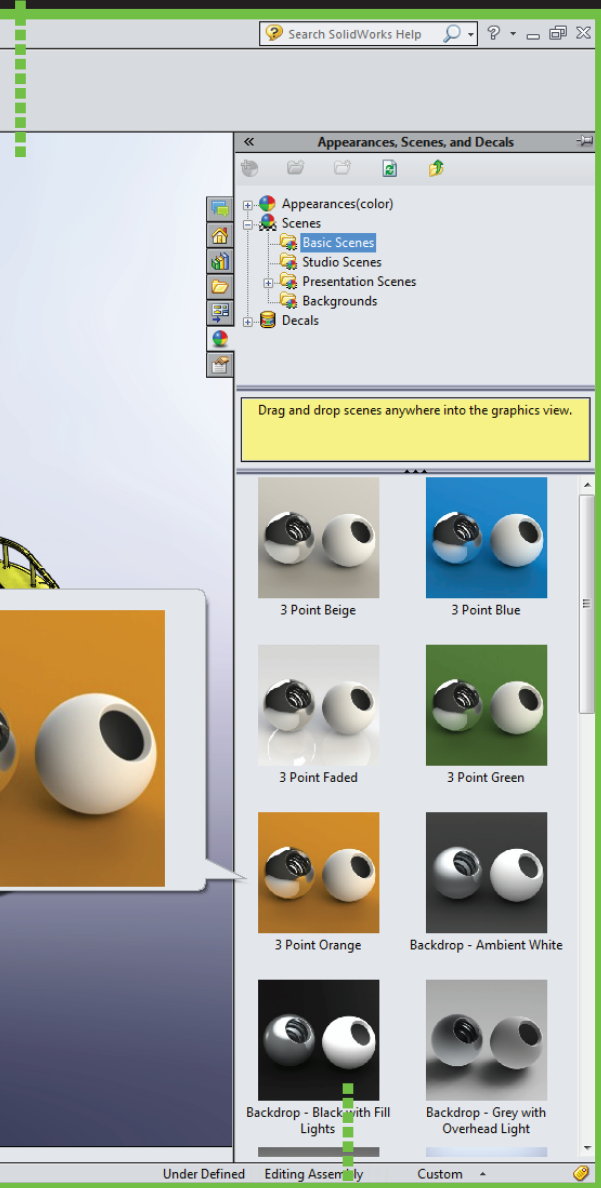 Search SolidWorks Help
Appearances, Scenes, and Decals
Appearances(color)
Scenes
Basic Scenes
Studio Scenes
Presentation Scenes
Backgrounds
Decals
Drag and drop scenes anywhere into the graphics view.
3 Point Beige
3 Point Blue
3 Point Faded
3 Point Green
3 Point Orange
Backdrop - Ambient White
Backdrop - Black with Fill
Lights
Backdrop - Grey with
Overhead Light
Under Defined Editing Assembly Custom